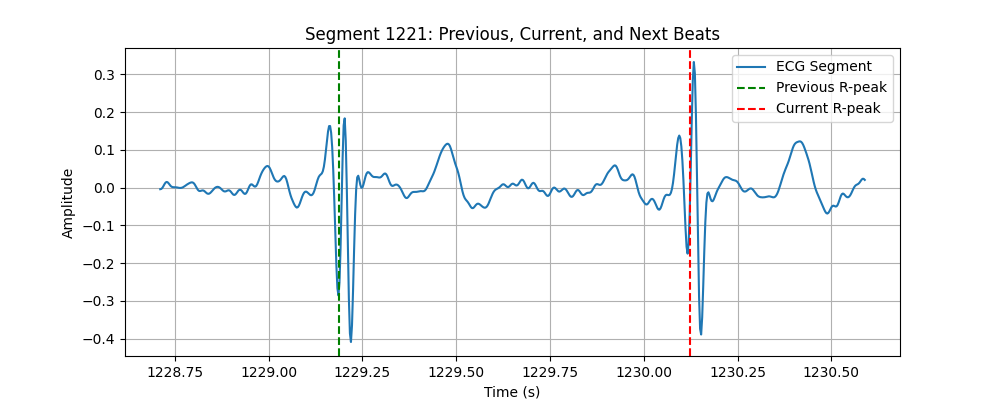 Segment 1221: Previous, Current, and Next Beats
ECG Segment
Previous R-peak
Current R-peak
Amplitude
0.3
0.2
0.1
0.0
−0.1
−0.2
−0.3
−0.4
1228.75 1229.00 1229.25 1229.50 1229.75 1230.00 1230.25 1230.50
Time (s)